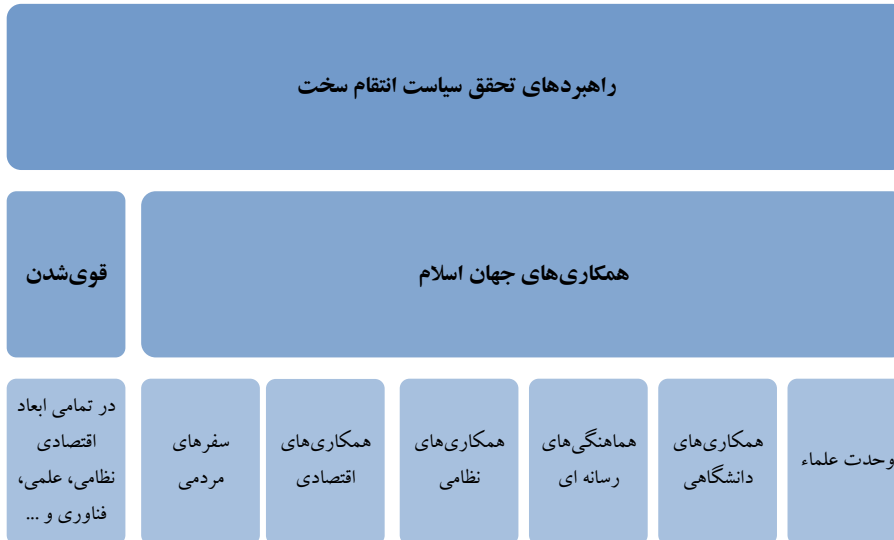 راهبردهای تحقق سیاست انتقام سخت
همکاری‌های جهان اسلام
قوی‌شدن
وحدت علماء
همکاری‌های
دانشگاهی
هماهنگی‌های
رسانه ای
همکاری‌های
نظامی
همکاری‌های
اقتصادی
سفرهای
مردمی
در تمامی ابعاد
اقتصادی
نظامی، علمی،
فناوری و ...